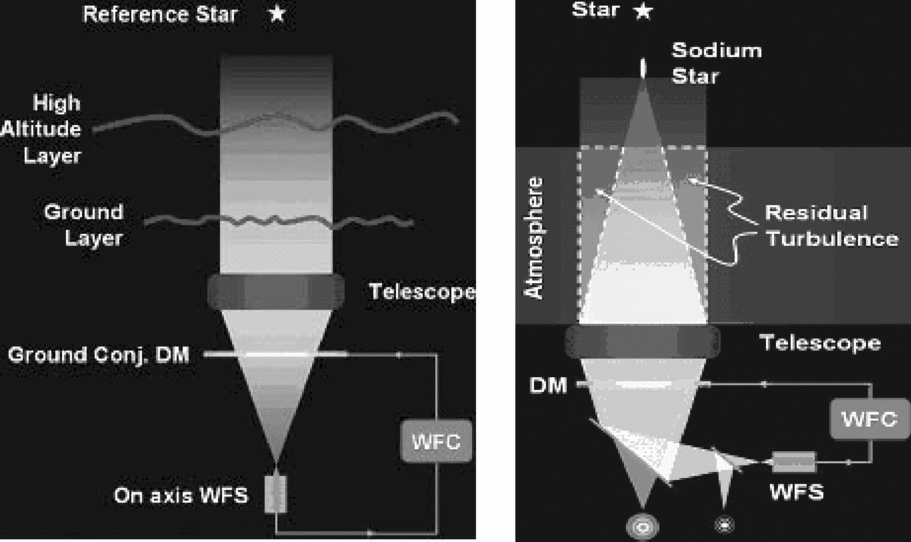 Reference Star
High
Altitude
Layer
Ground
Layer
Telescope
Ground Conj. DM
WFC
On axis WFS
Star
Sodium
Star
Atmosphere
Residual
Turbulence
Telescope
DM
WFC
WFS